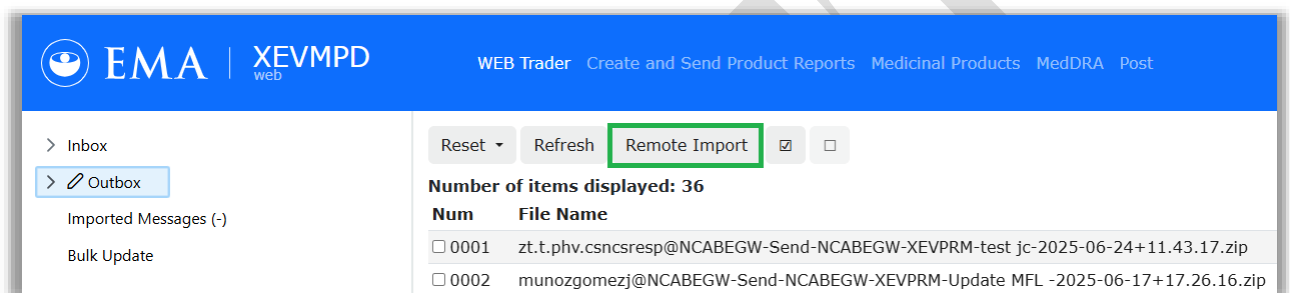 EMA | XEVMPD
web
WEB Trader Create and Send Product Reports Medicinal Products MedDRA Post
Inbox
Outbox
Imported Messages (-)
Bulk Update
Reset Refresh Remote Import
Number of items displayed: 36
Num File Name
0001 zt.t.phv.csncsresp@NCABEGW-Send-NCABEGW-XEVPRM-test jc-2025-06-24+11.43.17.zip
0002 munozgomezj@NCABEGW-Send-NCABEGW-XEVPRM-Update MFL -2025-06-17+17.26.16.zip